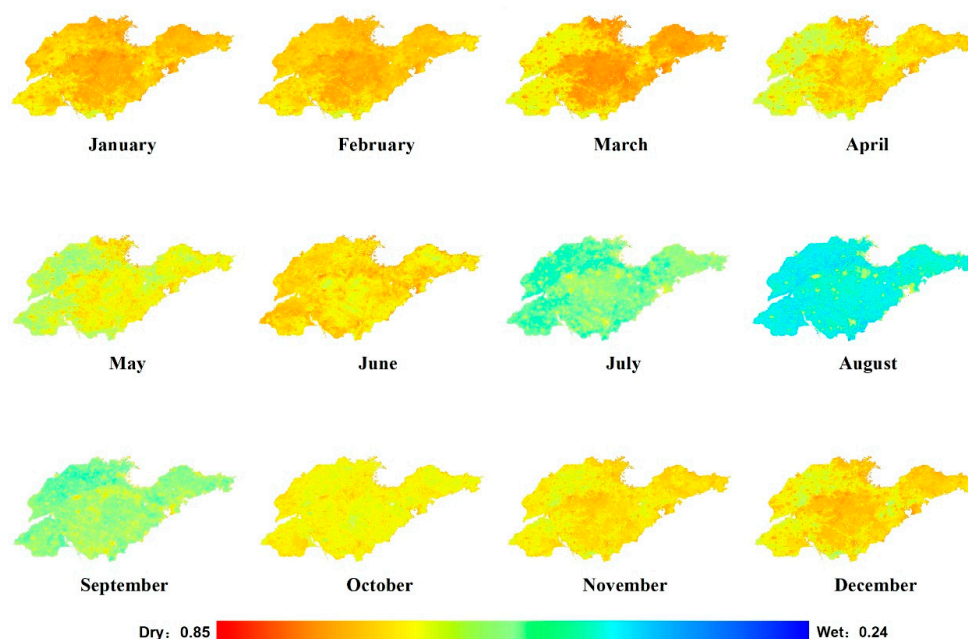 January February March April
May June July August
September October November December
Dry：0.85 Wet：0.24